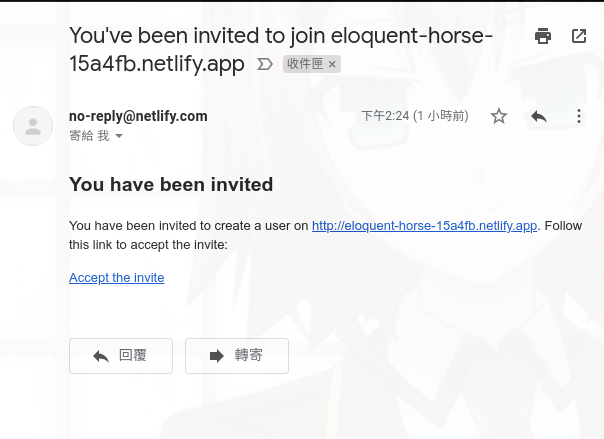 You've been invited to join eloquent-horse-
15a4fb.netlify.app 收件匣 ×
no-reply@netlify.com 下午2:24 (1 小時前)
寄給 我
You have been invited
You have been invited to create a user on http://eloquent-horse-15a4fb.netlify.app. Follow
this link to accept the invite:
Accept the invite
回覆 轉寄